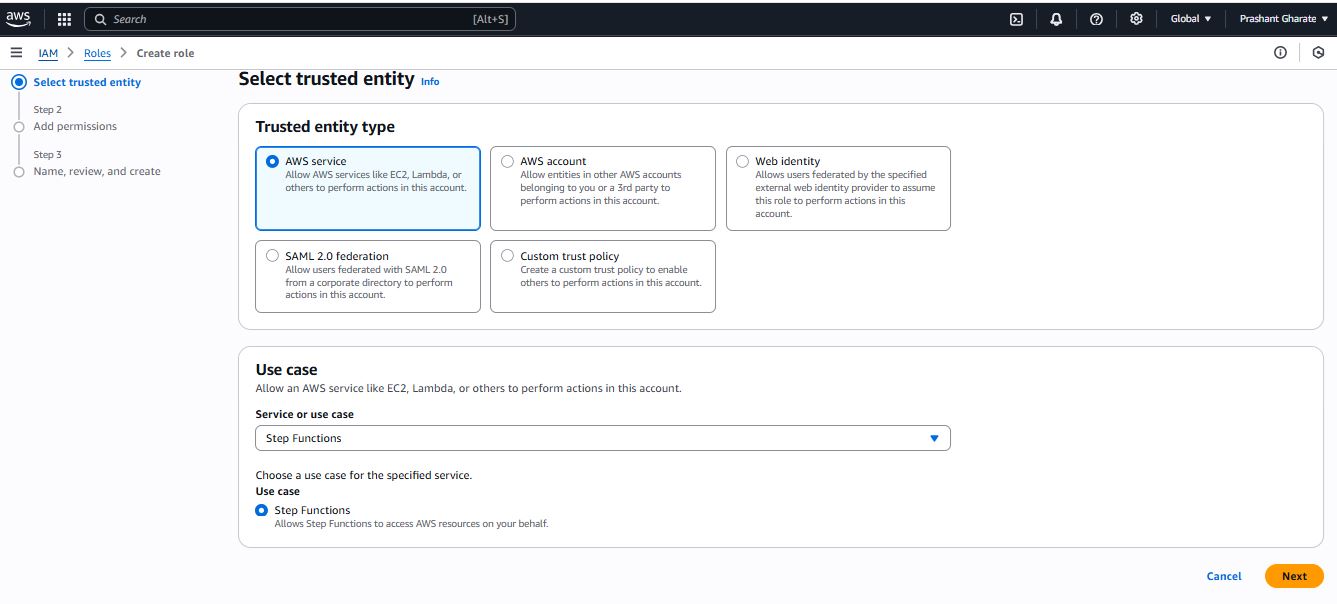 aws
Search
[Alt+S]
Global
Prashant Gharate
IAM > Roles > Create role
Select trusted entity
Step 2
Add permissions
Step 3
Name, review, and create
Select trusted entity Info
Trusted entity type
AWS service
Allow AWS services like EC2, Lambda, or
others to perform actions in this account.
AWS account
Allow entities in other AWS accounts
belonging to you or a 3rd party to
perform actions in this account.
Web identity
Allows users federated by the specified
external web identity provider to assume
this role to perform actions in this
account.
SAML 2.0 federation
Allow users federated with SAML 2.0
from a corporate directory to perform
actions in this account.
Custom trust policy
Create a custom trust policy to enable
others to perform actions in this account.
Use case
Allow an AWS service like EC2, Lambda, or others to perform actions in this account.
Service or use case
Step Functions
Choose a use case for the specified service.
Use case
Step Functions
Allows Step Functions to access AWS resources on your behalf.
Cancel
Next